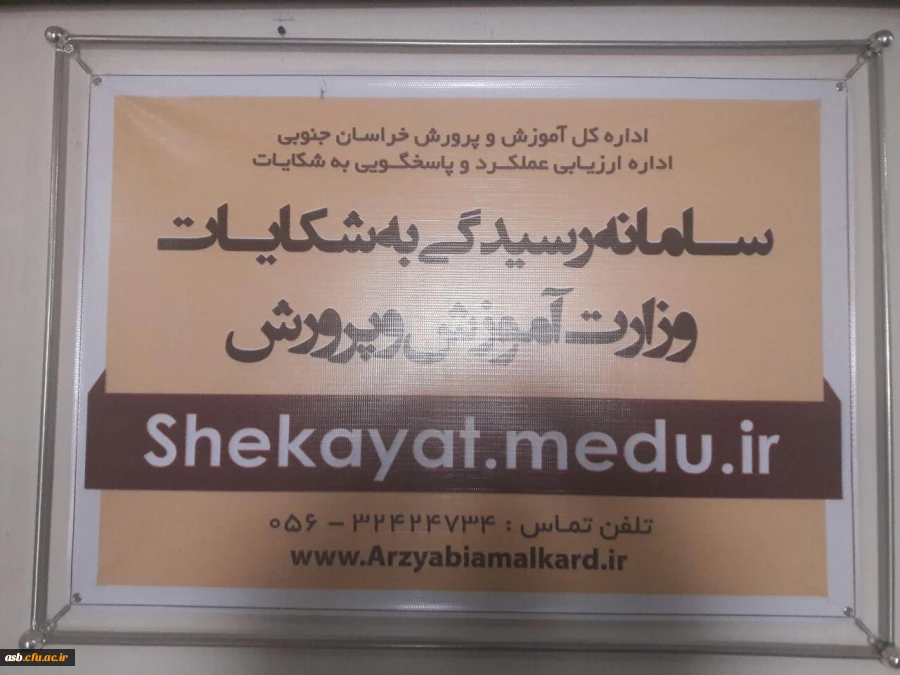 اداره کل آموزش و پرورش خراسان جنوبی
اداره ارزیابی عملکرد و پاسخگویی به شکایات
سامانه رسیدگی به شکایات
وزارت آموزش و پرورش
Shekayat.medu.ir
تلفن تماس : ۳۲۴۲۴۷۳۴ - ۰۵۶
www.Arzyabiamalkard.ir
asb.cfu.ac.ir